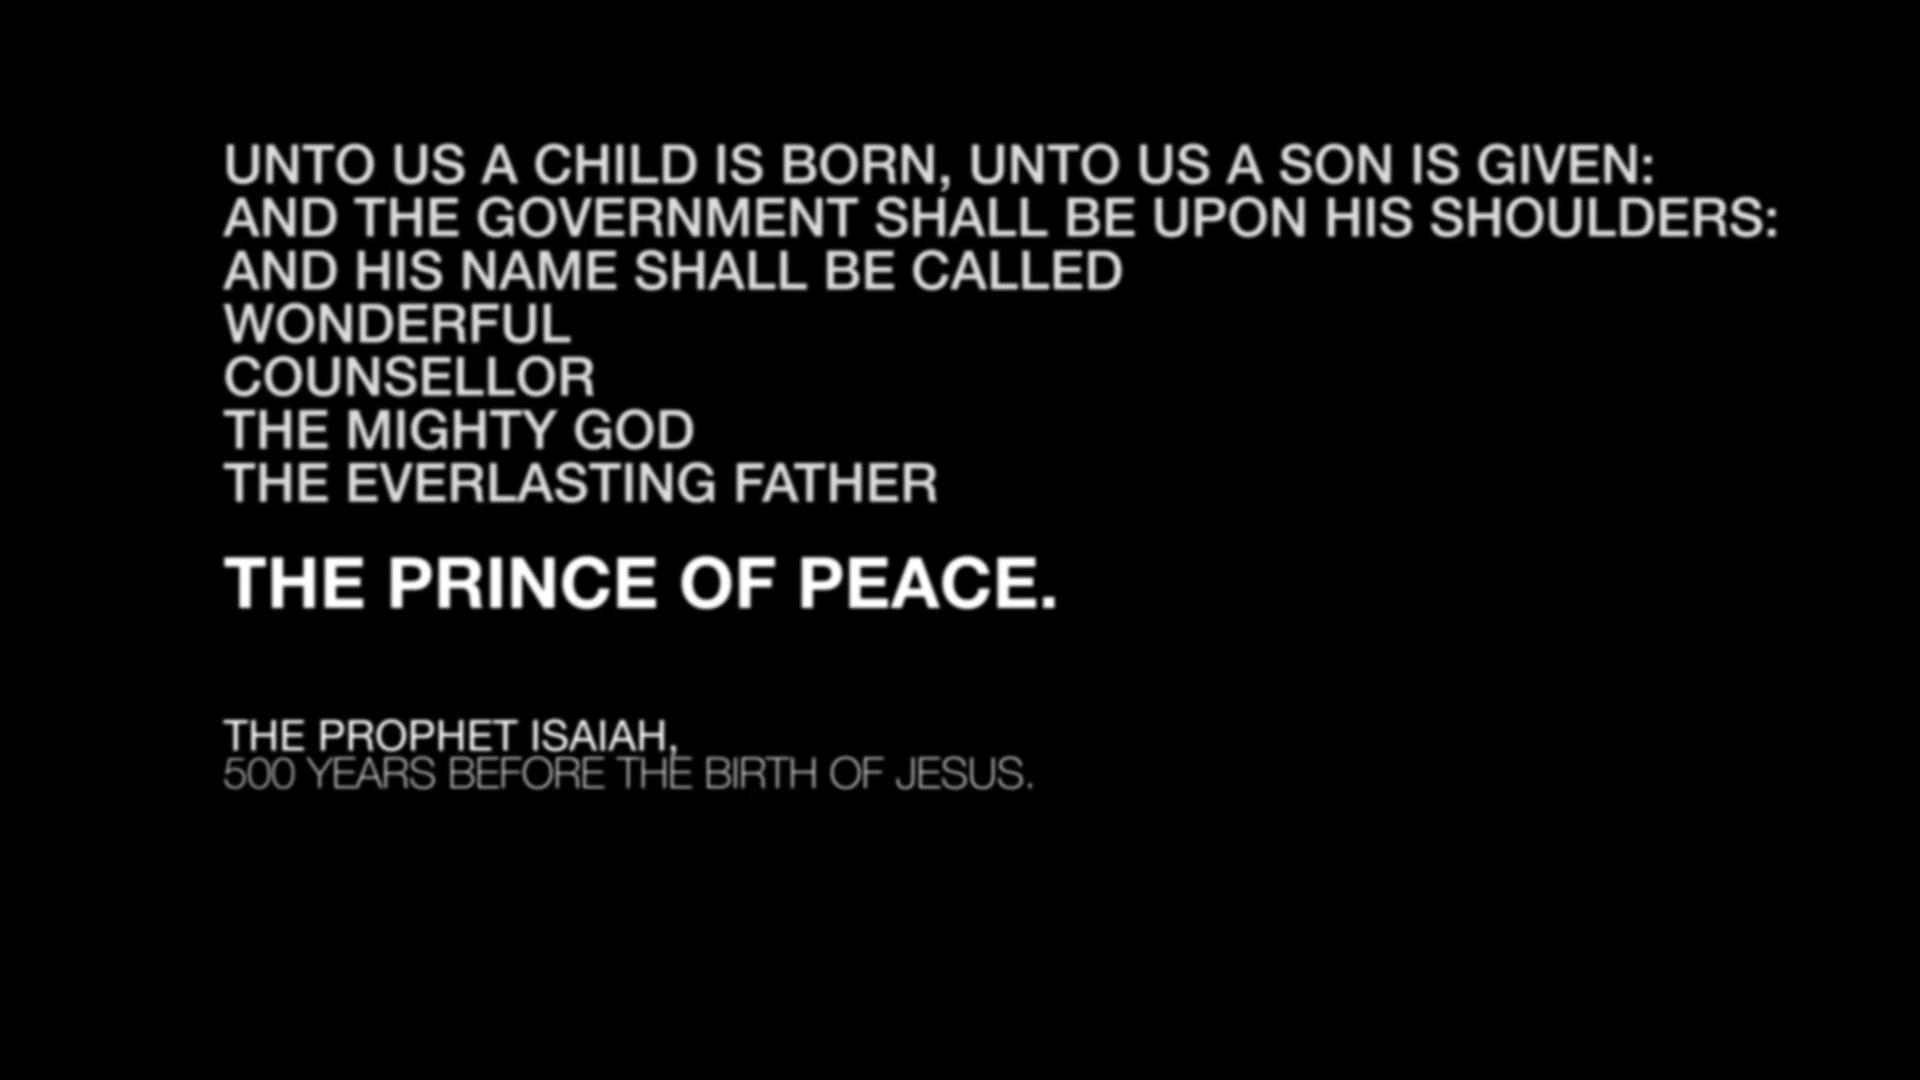 UNTO US A CHILD IS BORN, UNTO US A SON IS GIVEN:
AND THE GOVERNMENT SHALL BE UPON HIS SHOULDERS:
AND HIS NAME SHALL BE CALLED
WONDERFUL
COUNSELLOR
THE MIGHTY GOD
THE EVERLASTING FATHER
THE PRINCE OF PEACE.
THE PROPHET ISAIAH,
500 YEARS BEFORE THE BIRTH OF JESUS.